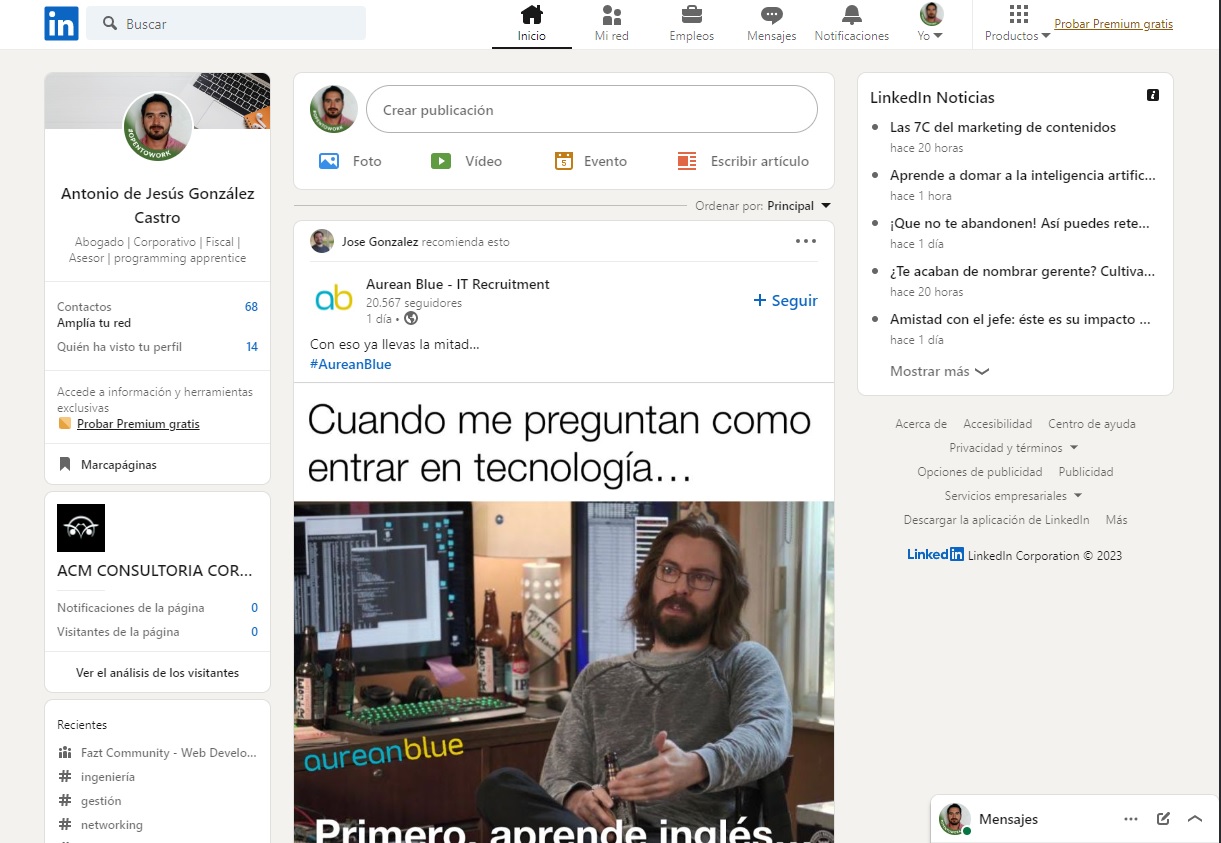 in
Buscar
Inicio
Mi red
Empleos
Mensajes
Notificaciones
Yo
Productos
Probar Premium gratis
#OPENTOWORK
Antonio de Jesús González
Castro
Abogado | Corporativo | Fiscal |
Asesor | programming apprentice
Contactos 68
Amplía tu red
Quién ha visto tu perfil 14
Accede a información y herramientas
exclusivas
Probar Premium gratis
Marcapáginas
ACM CONSULTORIA COR...
Notificaciones de la página 0
Visitantes de la página 0
Ver el análisis de los visitantes
Recientes
Fazt Community - Web Develo...
# ingeniería
# gestión
# networking
Crear publicación
Foto
Vídeo
Evento
Escribir artículo
Ordenar por: Principal
Jose Gonzalez recomienda esto
ab
Aurean Blue - IT Recruitment
20.567 seguidores
1 día •
+ Seguir
Con eso ya llevas la mitad...
#AureanBlue
Cuando me preguntan como
entrar en tecnología...
IPA
aureanblue
Primero, aprende inglés...
LinkedIn Noticias
Las 7C del marketing de contenidos
hace 20 horas
Aprende a domar a la inteligencia artific...
hace 1 hora
¡Que no te abandonen! Así puedes rete...
hace 1 día
¿Te acaban de nombrar gerente? Cultiva...
hace 20 horas
Amistad con el jefe: éste es su impacto ...
hace 1 día
Mostrar más
Acerca de Accesibilidad Centro de ayuda
Privacidad y términos
Opciones de publicidad Publicidad
Servicios empresariales
Descargar la aplicación de LinkedIn Más
LinkedIn LinkedIn Corporation © 2023
Mensajes